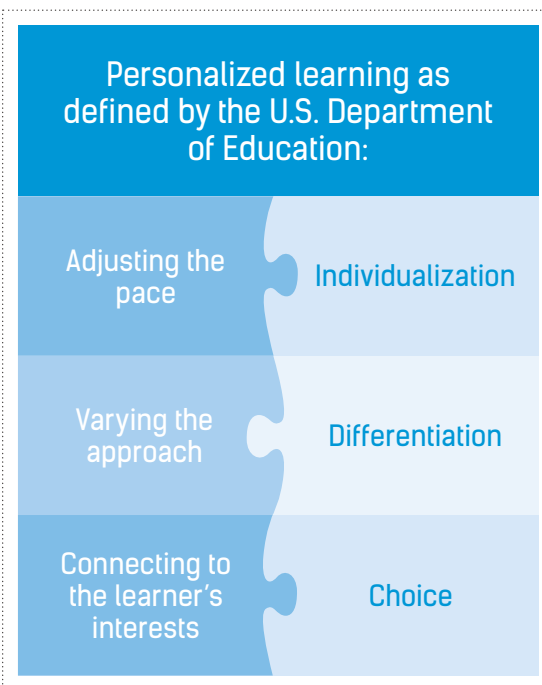 Personalized learning as
defined by the U.S. Department
of Education:
Adjusting the
pace
Individualization
Varying the
approach
Differentiation
Connecting to
the learner's
interests
Choice